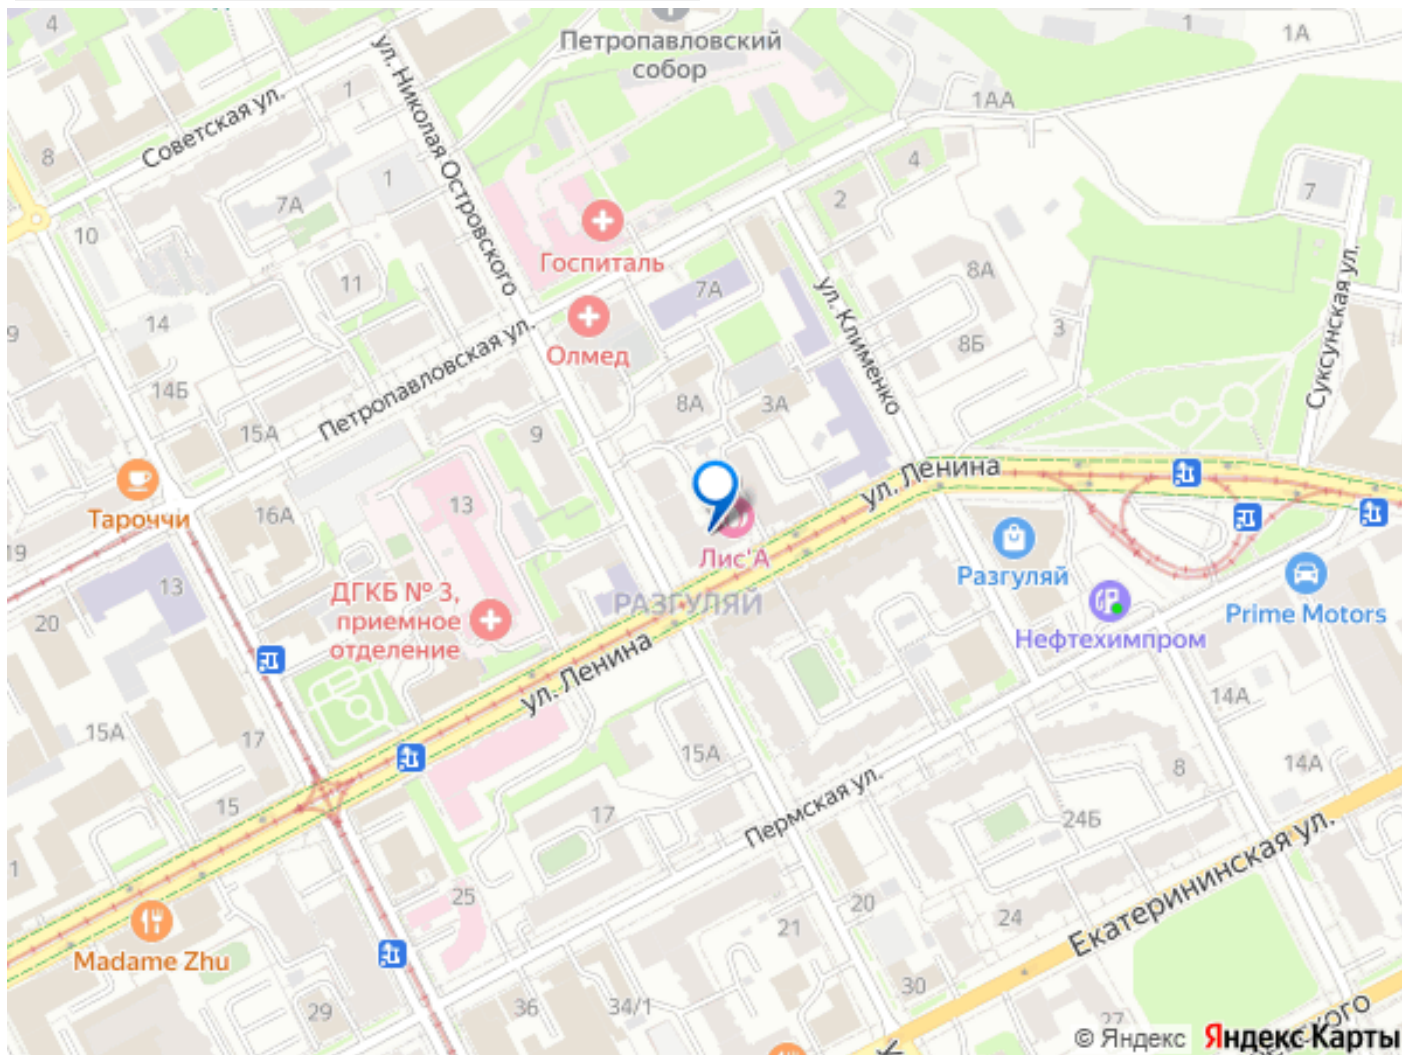 4
1
1А
Петропавловский
собор
ул. Николая Островского
1
Советская ул.
1АА
8
1
4
7
7А
2
10
Госпиталь
8А
11
7А
ул. Клименко
Суксунская ул.
14
9
Олмед
3
8Б
Петропавловская ул.
14Б
8А
3А
15А
9
ул. Ленина
Тароччи
16А
13
19
Лис'А
Разгуляй
13
ДГКБ № 3,
приемное
отделение
РАЗГУЛЯЙ
Prime Motors
20
Нефтехимпром
ул. Ленина
14А
15А
17
15А
8
14А
15
17
Пермская ул.
24Б
Екатерининская ул.
1
25
20
24
21
Madame Zhu
30
29
36
34/1
27
© Яндекс
Яндекс Карты